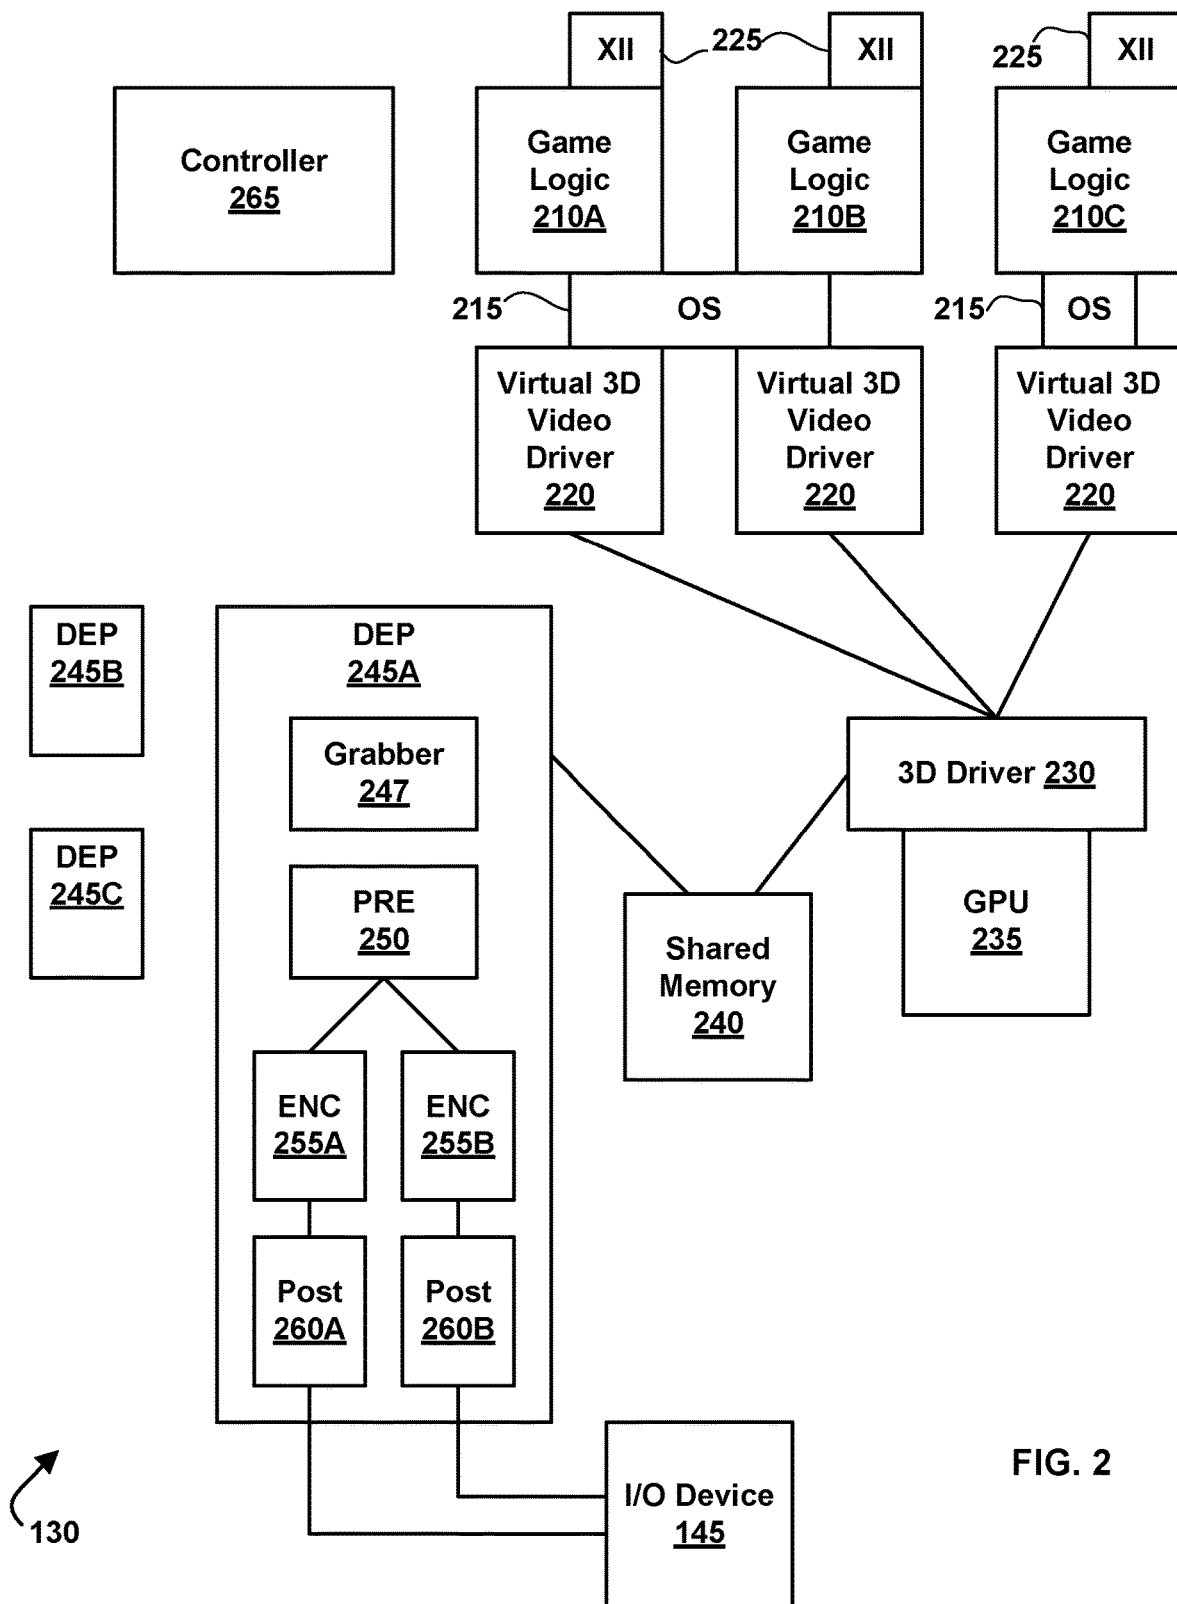 XII
225
XII
225
XII
Controller
265
Game
Logic
210A
Game
Logic
210B
Game
Logic
210C
215
OS
215
OS
Virtual 3D
Video
Driver
220
Virtual 3D
Video
Driver
220
Virtual 3D
Video
Driver
220
DEP
245B
DEP
245A
Grabber
247
3D Driver 230
DEP
245C
PRE
250
GPU
235
Shared
Memory
240
ENC
255A
ENC
255B
Post
260A
Post
260B
I/O Device
145
FIG. 2
130